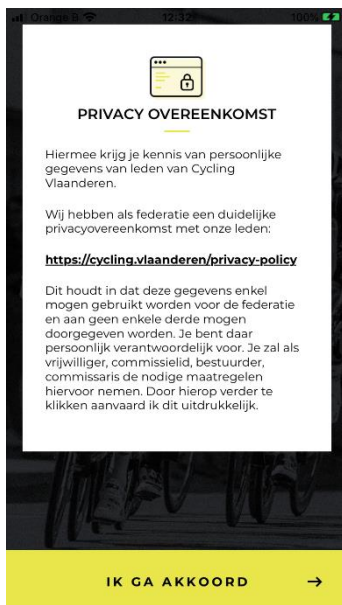 Orange B 12:32 100%
PRIVACY OVEREENKOMST
Hiermee krijg je kennis van persoonlijke
gegevens van leden van Cycling
Vlaanderen.
Wij hebben als federatie een duidelijke
privacyovereenkomst met onze leden:
https://cycling.vlaanderen/privacy-policy
Dit houdt in dat deze gegevens enkel
mogen gebruikt worden voor de federatie
en aan geen enkele derde mogen
doorgegeven worden. Je bent daar
persoonlijk verantwoordelijk voor. Je zal als
vrijwilliger, commissielid, bestuurder,
commissaris de nodige maatregelen
hiervoor nemen. Door hierop verder te
klikken aanvaard ik dit uitdrukkelijk.
IK GA AKKOORD →